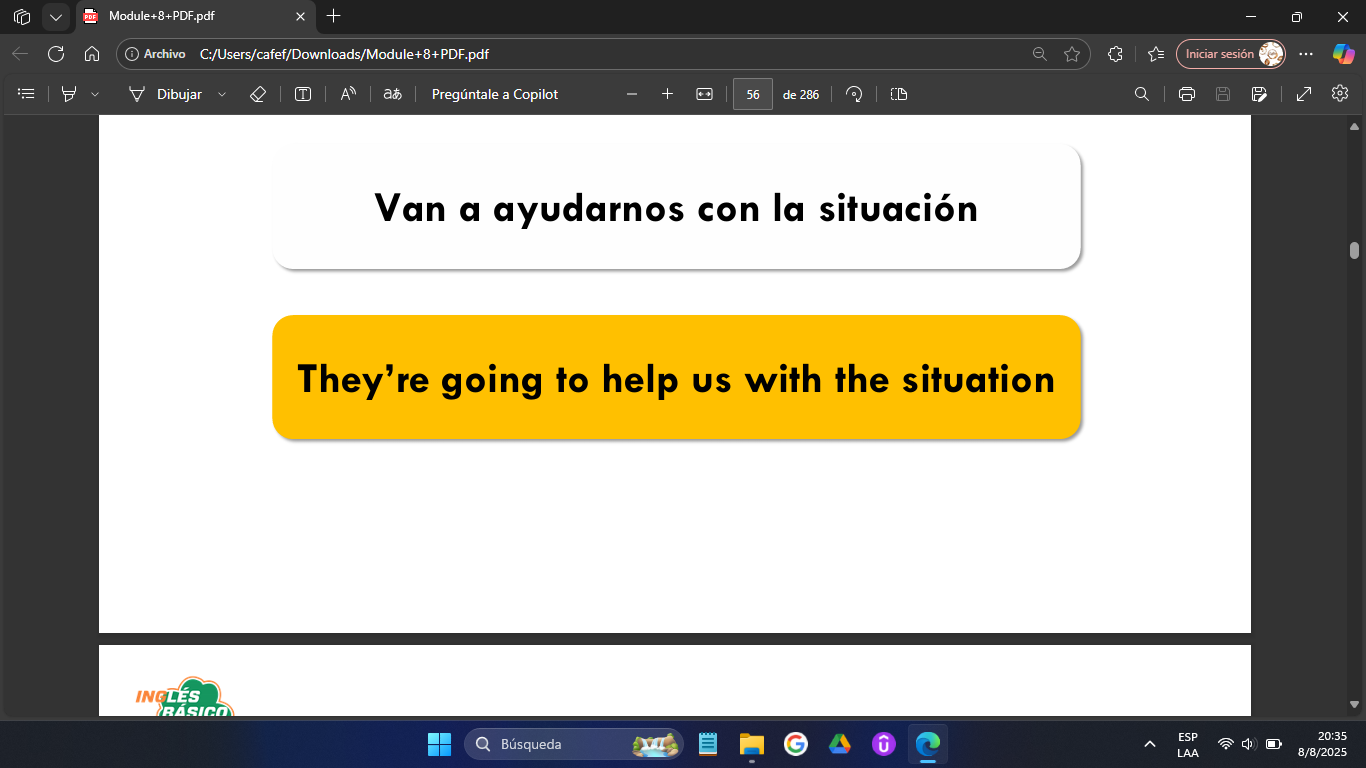 Module+8+PDF.pdf
Archivo C:/Users/cafef/Downloads/Module+8+PDF.pdf Iniciar sesión
Dibujar aあ Pregúntale a Copilot 56 de 286
Van a ayudarnos con la situación
They’re going to help us with the situation
INGLÉS
BÁSICO
Búsqueda
ESP
LAA
20:35
8/8/2025